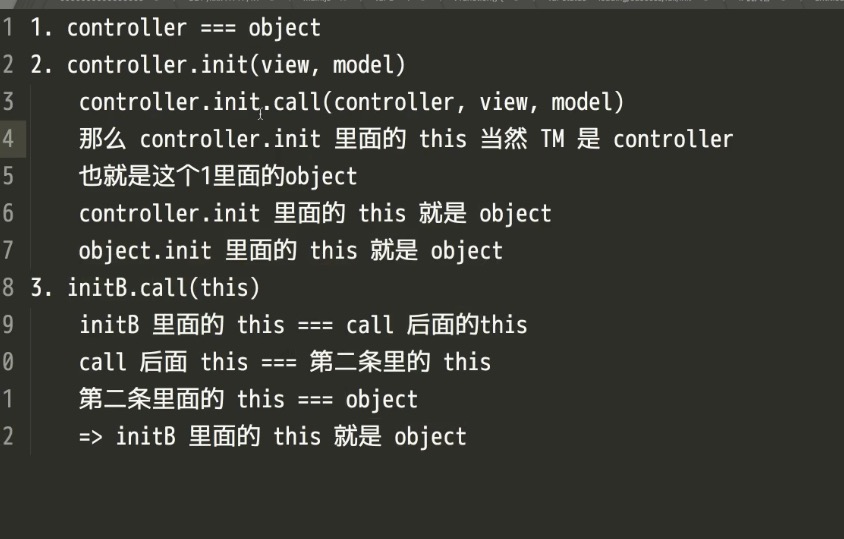 1 1. controller === object
2 2. controller.init(view, model)
3 controller.init.call(controller, view, model)
4 那么 controller.init 里面的 this 当然 TM 是 controller
5 也就是这个1里面的object
6 controller.init 里面的 this 就是 object
7 object.init 里面的 this 就是 object
8 3. initB.call(this)
9 initB 里面的 this === call 后面的this
0 call 后面 this === 第二条里的 this
1 第二条里面的 this === object
2 => initB 里面的 this 就是 object